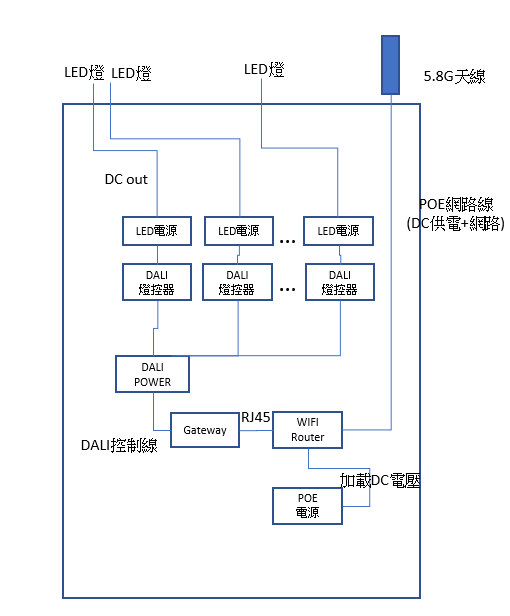 LED燈 LED燈 LED燈
5.8G天線
DC out
POE網路線
(DC供電+網路)
LED電源 LED電源 ... LED電源
DALI
燈控器
DALI
燈控器
...
DALI
燈控器
DALI
POWER
Gateway
RJ45
WIFI
Router
DALI控制線
加載DC電壓
POE
電源